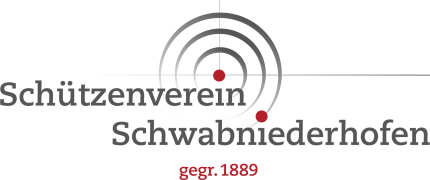 Schützenverein
Schwabniederhofen
gegr. 1889